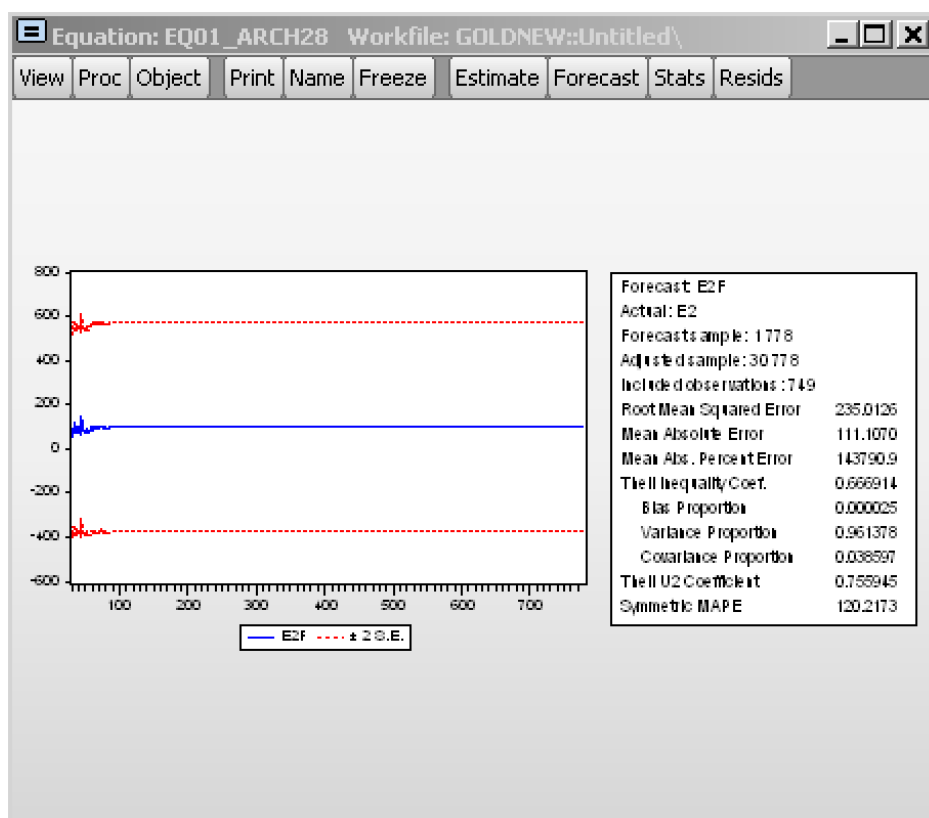 Equation: EQ01_ARCH28 Workfile: GOLDNEW::Untitled\
View Proc Object Print Name Freeze Estimate Forecast Stats Resids
800
600
400
200
0
-200
-400
-600
100 200 300 400 500 600 700
E2F ± 2 S.E.
Forecast: E2F
Actual: E2
Forecast sample: 1 778
Adjusted sample: 30 778
Included observations: 749
Root Mean Squared Error 235.0126
Mean Absolute Error 111.1070
Mean Abs. Percent Error 143790.9
Theil Inequality Coef. 0.666914
Bias Proportion 0.000025
Variance Proportion 0.961378
Covariance Proportion 0.038597
Theil U2 Coefficient 0.755945
Symmetric MAPE 120.2173